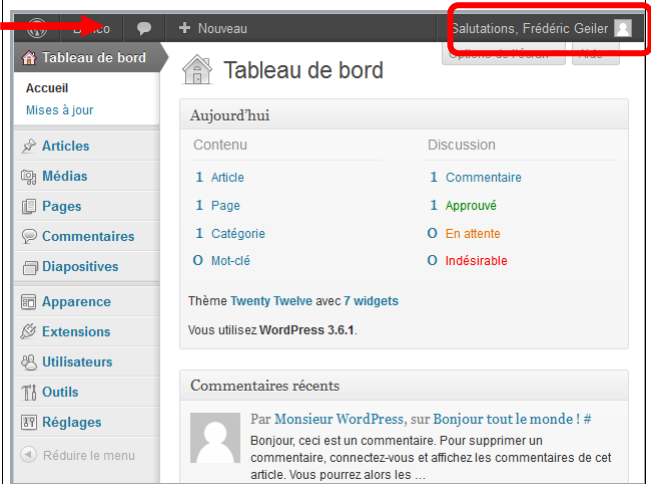 Nouveau
Salutations, Frédéric Geiler
Tableau de bord
Accueil
Mises à jour
Articles
Médias
Pages
Commentaires
Diapositives
Apparence
Extensions
Utilisateurs
Outils
Réglages
Réduire le menu
Options de l'écran
Aide
Tableau de bord
Aujourd'hui
Contenu Discussion
1 Article 1 Commentaire
1 Page 1 Approuvé
1 Catégorie 0 En attente
0 Mot-clé 0 Indésirable
Thème Twenty Twelve avec 7 widgets
Vous utilisez WordPress 3.6.1.
Commentaires récents
Par Monsieur WordPress, sur Bonjour tout le monde ! #
Bonjour, ceci est un commentaire. Pour supprimer un
commentaire, connectez-vous et affichez les commentaires de cet
article. Vous pourrez alors les …